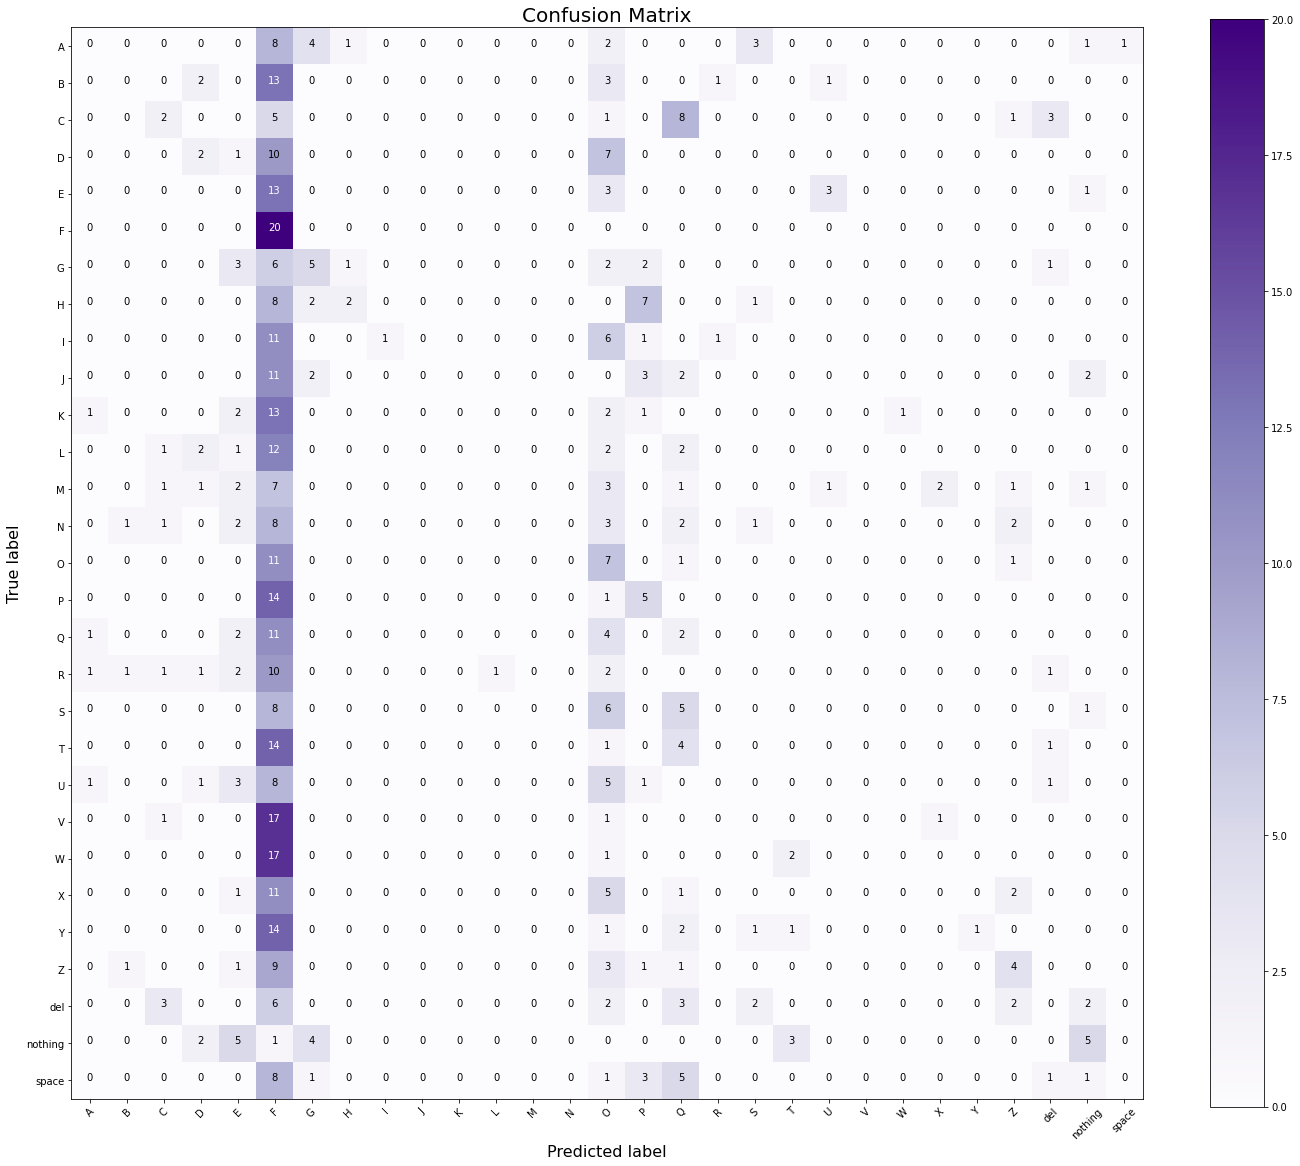 Confusion Matrix
A 0 0 0 0 0 8 4 1 0 0 0 0 0 0 2 0 0 0 3 0 0 0 0 0 0 0 0 1 1
B 0 0 0 2 0 13 0 0 0 0 0 0 0 0 3 0 0 1 0 0 1 0 0 0 0 0 0 0 0
C 0 0 2 0 0 5 0 0 0 0 0 0 0 0 1 0 8 0 0 0 0 0 0 0 0 1 3 0 0
D 0 0 0 2 1 10 0 0 0 0 0 0 0 0 7 0 0 0 0 0 0 0 0 0 0 0 0 0 0
E 0 0 0 0 0 13 0 0 0 0 0 0 0 0 3 0 0 0 0 0 3 0 0 0 0 0 0 1 0
F 0 0 0 0 0 20 0 0 0 0 0 0 0 0 0 0 0 0 0 0 0 0 0 0 0 0 0 0 0
G 0 0 0 0 3 6 5 1 0 0 0 0 0 0 2 2 0 0 0 0 0 0 0 0 0 0 1 0 0
H 0 0 0 0 0 8 2 2 0 0 0 0 0 0 0 7 0 0 1 0 0 0 0 0 0 0 0 0 0
I 0 0 0 0 0 11 0 0 1 0 0 0 0 0 6 1 0 1 0 0 0 0 0 0 0 0 0 0 0
J 0 0 0 0 0 11 2 0 0 0 0 0 0 0 0 3 2 0 0 0 0 0 0 0 0 0 0 2 0
K 1 0 0 0 2 13 0 0 0 0 0 0 0 0 2 1 0 0 0 0 0 0 1 0 0 0 0 0 0
L 0 0 1 2 1 12 0 0 0 0 0 0 0 0 2 0 2 0 0 0 0 0 0 0 0 0 0 0 0
M 0 0 1 1 2 7 0 0 0 0 0 0 0 0 3 0 1 0 0 0 1 0 0 2 0 1 0 1 0
N 0 1 1 0 2 8 0 0 0 0 0 0 0 0 3 0 2 0 1 0 0 0 0 0 0 2 0 0 0
O 0 0 0 0 0 11 0 0 0 0 0 0 0 0 7 0 1 0 0 0 0 0 0 0 0 1 0 0 0
P 0 0 0 0 0 14 0 0 0 0 0 0 0 0 1 5 0 0 0 0 0 0 0 0 0 0 0 0 0
Q 1 0 0 0 2 11 0 0 0 0 0 0 0 0 4 0 2 0 0 0 0 0 0 0 0 0 0 0 0
R 1 1 1 1 2 10 0 0 0 0 0 1 0 0 2 0 0 0 0 0 0 0 0 0 0 0 1 0 0
S 0 0 0 0 0 8 0 0 0 0 0 0 0 0 6 0 5 0 0 0 0 0 0 0 0 0 0 1 0
T 0 0 0 0 0 14 0 0 0 0 0 0 0 0 1 0 4 0 0 0 0 0 0 0 0 0 1 0 0
U 1 0 0 1 3 8 0 0 0 0 0 0 0 0 5 1 0 0 0 0 0 0 0 0 0 0 1 0 0
V 0 0 1 0 0 17 0 0 0 0 0 0 0 0 1 0 0 0 0 0 0 0 0 1 0 0 0 0 0
W 0 0 0 0 0 17 0 0 0 0 0 0 0 0 1 0 0 0 0 2 0 0 0 0 0 0 0 0 0
X 0 0 0 0 1 11 0 0 0 0 0 0 0 0 5 0 1 0 0 0 0 0 0 0 0 2 0 0 0
Y 0 0 0 0 0 14 0 0 0 0 0 0 0 0 1 0 2 0 1 1 0 0 0 0 1 0 0 0 0
Z 0 1 0 0 1 9 0 0 0 0 0 0 0 0 3 1 1 0 0 0 0 0 0 0 0 4 0 0 0
del 0 0 3 0 0 6 0 0 0 0 0 0 0 0 2 0 3 0 2 0 0 0 0 0 0 2 0 2 0
nothing 0 0 0 2 5 1 4 0 0 0 0 0 0 0 0 0 0 0 0 3 0 0 0 0 0 0 0 5 0
space 0 0 0 0 0 8 1 0 0 0 0 0 0 0 1 3 5 0 0 0 0 0 0 0 0 0 1 1 0
A B C D E F G H I J K L M N O P Q R S T U V W X Y Z del nothing space
True label
Predicted label
20.0
17.5
15.0
12.5
10.0
7.5
5.0
2.5
0.0